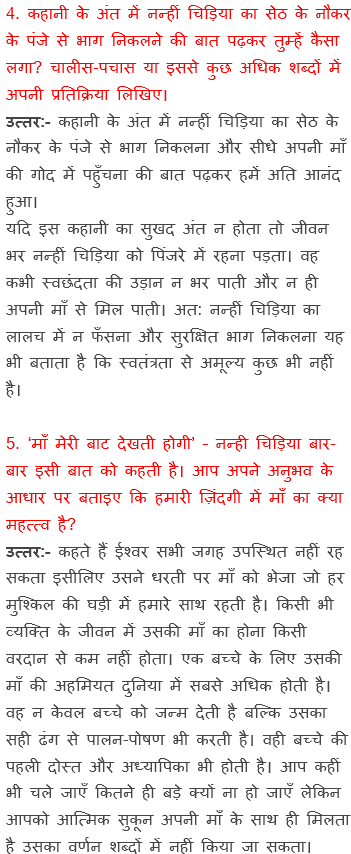 4. कहानी के अंत में नन्हीं चिड़िया का सेठ के नौकर
के पंजे से भाग निकलने की बात पढ़कर तुम्हें कैसा
लगा? चालीस-पचास या इससे कुछ अधिक शब्दों में
अपनी प्रतिक्रिया लिखिए।
उत्तर:- कहानी के अंत में नन्हीं चिड़िया का सेठ के
नौकर के पंजे से भाग निकलना और सीधे अपनी माँ
की गोद में पहुँचना की बात पढ़कर हमें अति आनंद
हुआ।
यदि इस कहानी का सुखद अंत न होता तो जीवन
भर नन्हीं चिड़िया को पिंजरे में रहना पड़ता। वह
कभी स्वछंदता की उड़ान न भर पाती और न ही
अपनी माँ से मिल पाती। अत: नन्हीं चिड़िया का
लालच में न फँसना और सुरक्षित भाग निकलना यह
भी बताता है कि स्वतंत्रता से अमूल्य कुछ भी नहीं
है।
5. 'माँ मेरी बाट देखती होगी' - नन्ही चिड़िया बार-
बार इसी बात को कहती है। आप अपने अनुभव के
आधार पर बताइए कि हमारी ज़िंदगी में माँ का क्या
महत्त्व है?
उत्तर:- कहते हैं ईश्वर सभी जगह उपस्थित नहीं रह
सकता इसीलिए उसने धरती पर माँ को भेजा जो हर
मुश्किल की घड़ी में हमारे साथ रहती है। किसी भी
व्यक्ति के जीवन में उसकी माँ का होना किसी
वरदान से कम नहीं होता। एक बच्चे के लिए उसकी
माँ की अहमियत दुनिया में सबसे अधिक होती है।
वह न केवल बच्चे को जन्म देती है बल्कि उसका
सही ढंग से पालन-पोषण भी करती है। वही बच्चे की
पहली दोस्त और अध्यापिका भी होती है। आप कहीं
भी चले जाएँ कितने ही बड़े क्यों ना हो जाएँ लेकिन
आपको आत्मिक सुकून अपनी माँ के साथ ही मिलता
है उसका वर्णन शब्दों में नहीं किया जा सकता।